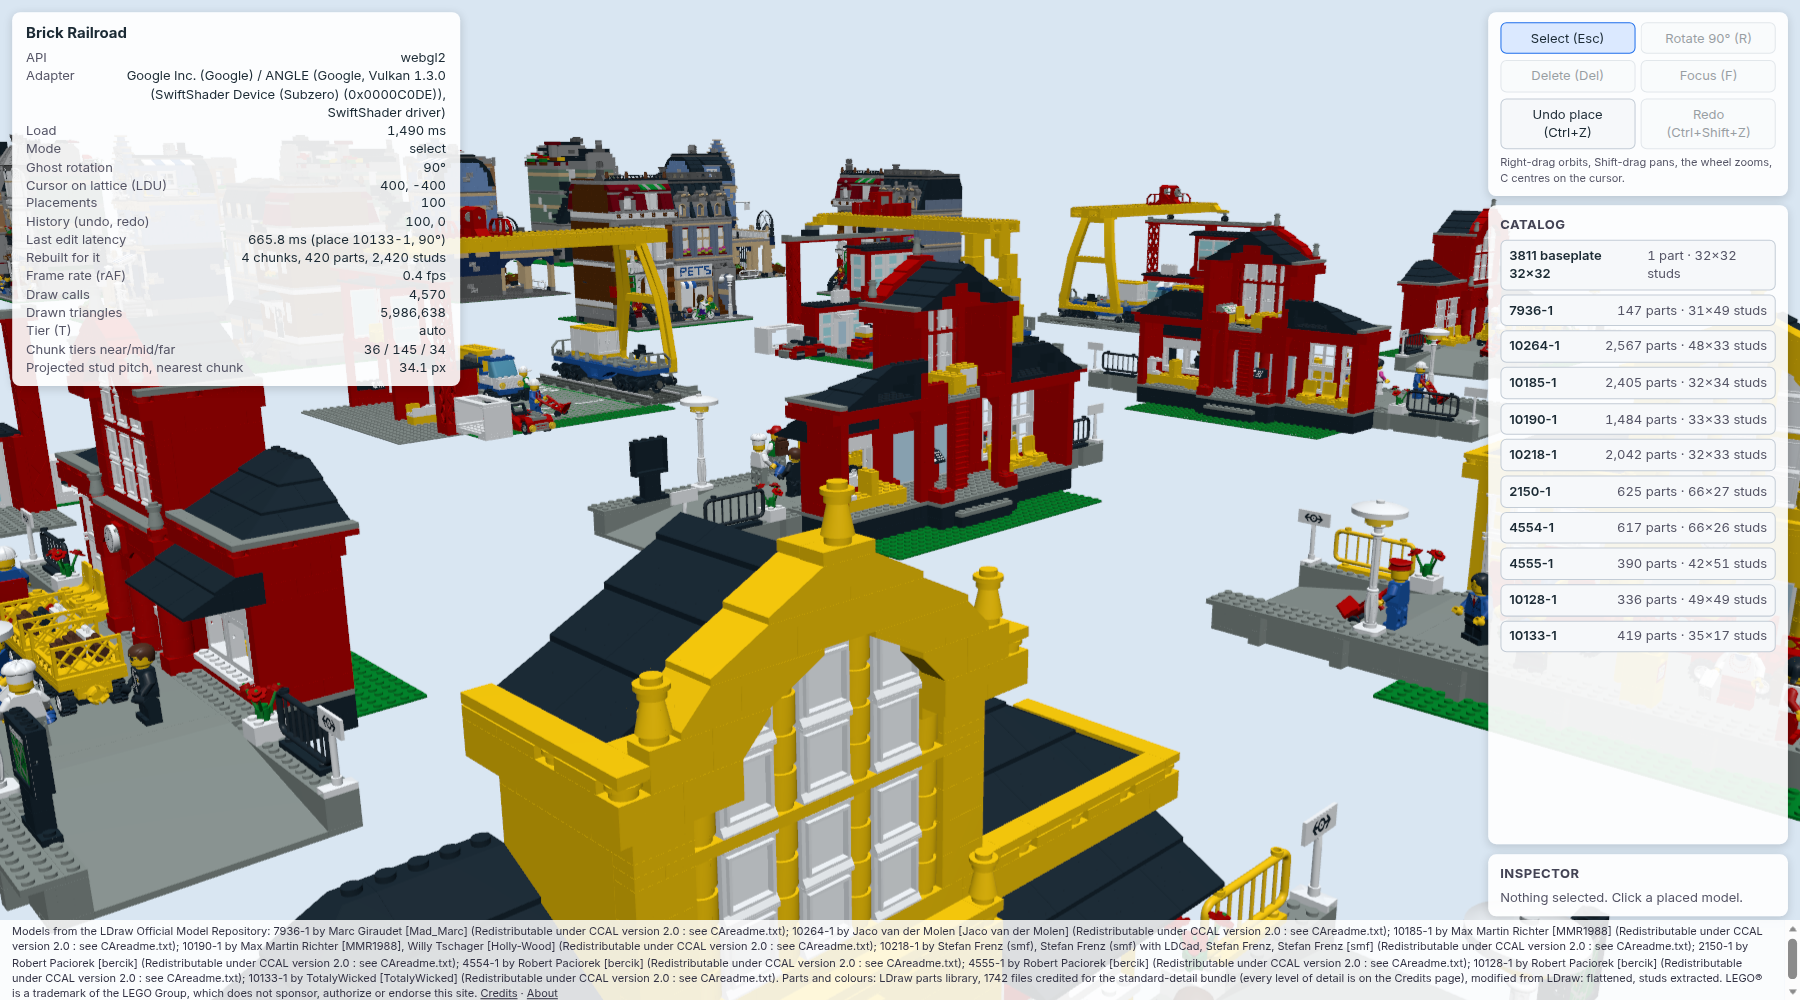 Brick Railroad
API webgl2
Adapter Google Inc. (Google) / ANGLE (Google, Vulkan 1.3.0
(SwiftShader Device (Subzero) (0x0000C0DE)),
SwiftShader driver)
Load 1,490 ms
Mode select
Ghost rotation 90°
Cursor on lattice (LDU) 400, -400
Placements 100
History (undo, redo) 100, 0
Last edit latency 665.8 ms (place 10133-1, 90°)
Rebuilt for it 4 chunks, 420 parts, 2,420 studs
Frame rate (rAF) 0.4 fps
Draw calls 4,570
Drawn triangles 5,986,638
Tier (T) auto
Chunk tiers near/mid/far 36 / 145 / 34
Projected stud pitch, nearest chunk 34.1 px
PET'S
Select (Esc) Rotate 90° (R)
Delete (Del) Focus (F)
Undo place
(Ctrl+Z)
Redo
(Ctrl+Shift+Z)
Right-drag orbits, Shift-drag pans, the wheel zooms,
C centres on the cursor.
CATALOG
3811 baseplate
32×32
1 part · 32×32
studs
7936-1 147 parts · 31×49 studs
10264-1 2,567 parts · 48×33 studs
10185-1 2,405 parts · 32×34 studs
10190-1 1,484 parts · 33×33 studs
10218-1 2,042 parts · 32×33 studs
2150-1 625 parts · 66×27 studs
4554-1 617 parts · 66×26 studs
4555-1 390 parts · 42×51 studs
10128-1 336 parts · 49×49 studs
10133-1 419 parts · 35×17 studs
INSPECTOR
Nothing selected. Click a placed model.
Models from the LDraw Official Model Repository: 7936-1 by Marc Giraudet [Mad_Marc] (Redistributable under CCAL version 2.0 : see CAreadme.txt); 10264-1 by Jaco van der Molen [Jaco van der Molen] (Redistributable under CCAL version 2.0 : see CAreadme.txt); 10185-1 by Max Martin Richter [MMR1988] (Redistributable under CCAL
version 2.0 : see CAreadme.txt); 10190-1 by Max Martin Richter [MMR1988], Willy Tschager [Holly-Wood] (Redistributable under CCAL version 2.0 : see CAreadme.txt); 10218-1 by Stefan Frenz (smf), Stefan Frenz (smf) with LDCad, Stefan Frenz, Stefan Frenz [smf] (Redistributable under CCAL version 2.0 : see CAreadme.txt); 2150-1 by
Robert Paciorek [bercik] (Redistributable under CCAL version 2.0 : see CAreadme.txt); 4554-1 by Robert Paciorek [bercik] (Redistributable under CCAL version 2.0 : see CAreadme.txt); 4555-1 by Robert Paciorek [bercik] (Redistributable under CCAL version 2.0 : see CAreadme.txt); 10128-1 by Robert Paciorek [bercik] (Redistributable
under CCAL version 2.0 : see CAreadme.txt); 10133-1 by TotalyWicked [TotalyWicked] (Redistributable under CCAL version 2.0 : see CAreadme.txt). Parts and colours: LDraw parts library, 1742 files credited for the standard-detail bundle (every level of detail is on the Credits page), modified from LDraw: flattened, studs extracted. LEGO®
is a trademark of the LEGO Group, which does not sponsor, authorize or endorse this site. Credits · About